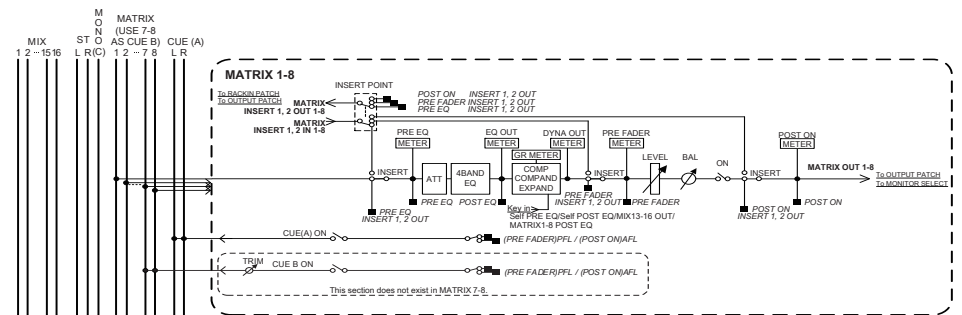 MONO
MATRIX
(USE 7-8
MIX ST (C) AS CUE B) CUE (A)
1 2 ··· 15 16 L R 1 2 ··· 7 8 L R
MATRIX 1-8
INSERT POINT
To RACKIN PATCH
To OUTPUT PATCH
MATRIX
INSERT 1, 2 OUT 1-8
MATRIX
INSERT 1, 2 IN 1-8
POST ON INSERT 1, 2 OUT
PRE FADER INSERT 1, 2 OUT
PRE EQ INSERT 1, 2 OUT
PRE EQ
METER
EQ OUT
METER
DYNA OUT
METER
PRE FADER
METER
POST ON
METER
GR METER
INSERT
ATT
4BAND
EQ
COMP
COMPAND
EXPAND
INSERT
LEVEL
BAL
ON
INSERT
MATRIX OUT 1-8
To OUTPUT PATCH
To MONITOR SELECT
PRE EQ
POST EQ
PRE FADER
INSERT 1, 2 OUT
PRE FADER
POST ON
PRE EQ
INSERT 1, 2 OUT
Key in
Self PRE EQ/Self POST EQ/MIX13-16 OUT/
MATRIX1-8 POST EQ
POST ON
INSERT 1, 2 OUT
CUE(A) ON
(PRE FADER)PFL / (POST ON)AFL
TRIM
CUE B ON
(PRE FADER)PFL / (POST ON)AFL
This section does not exist in MATRIX 7-8.